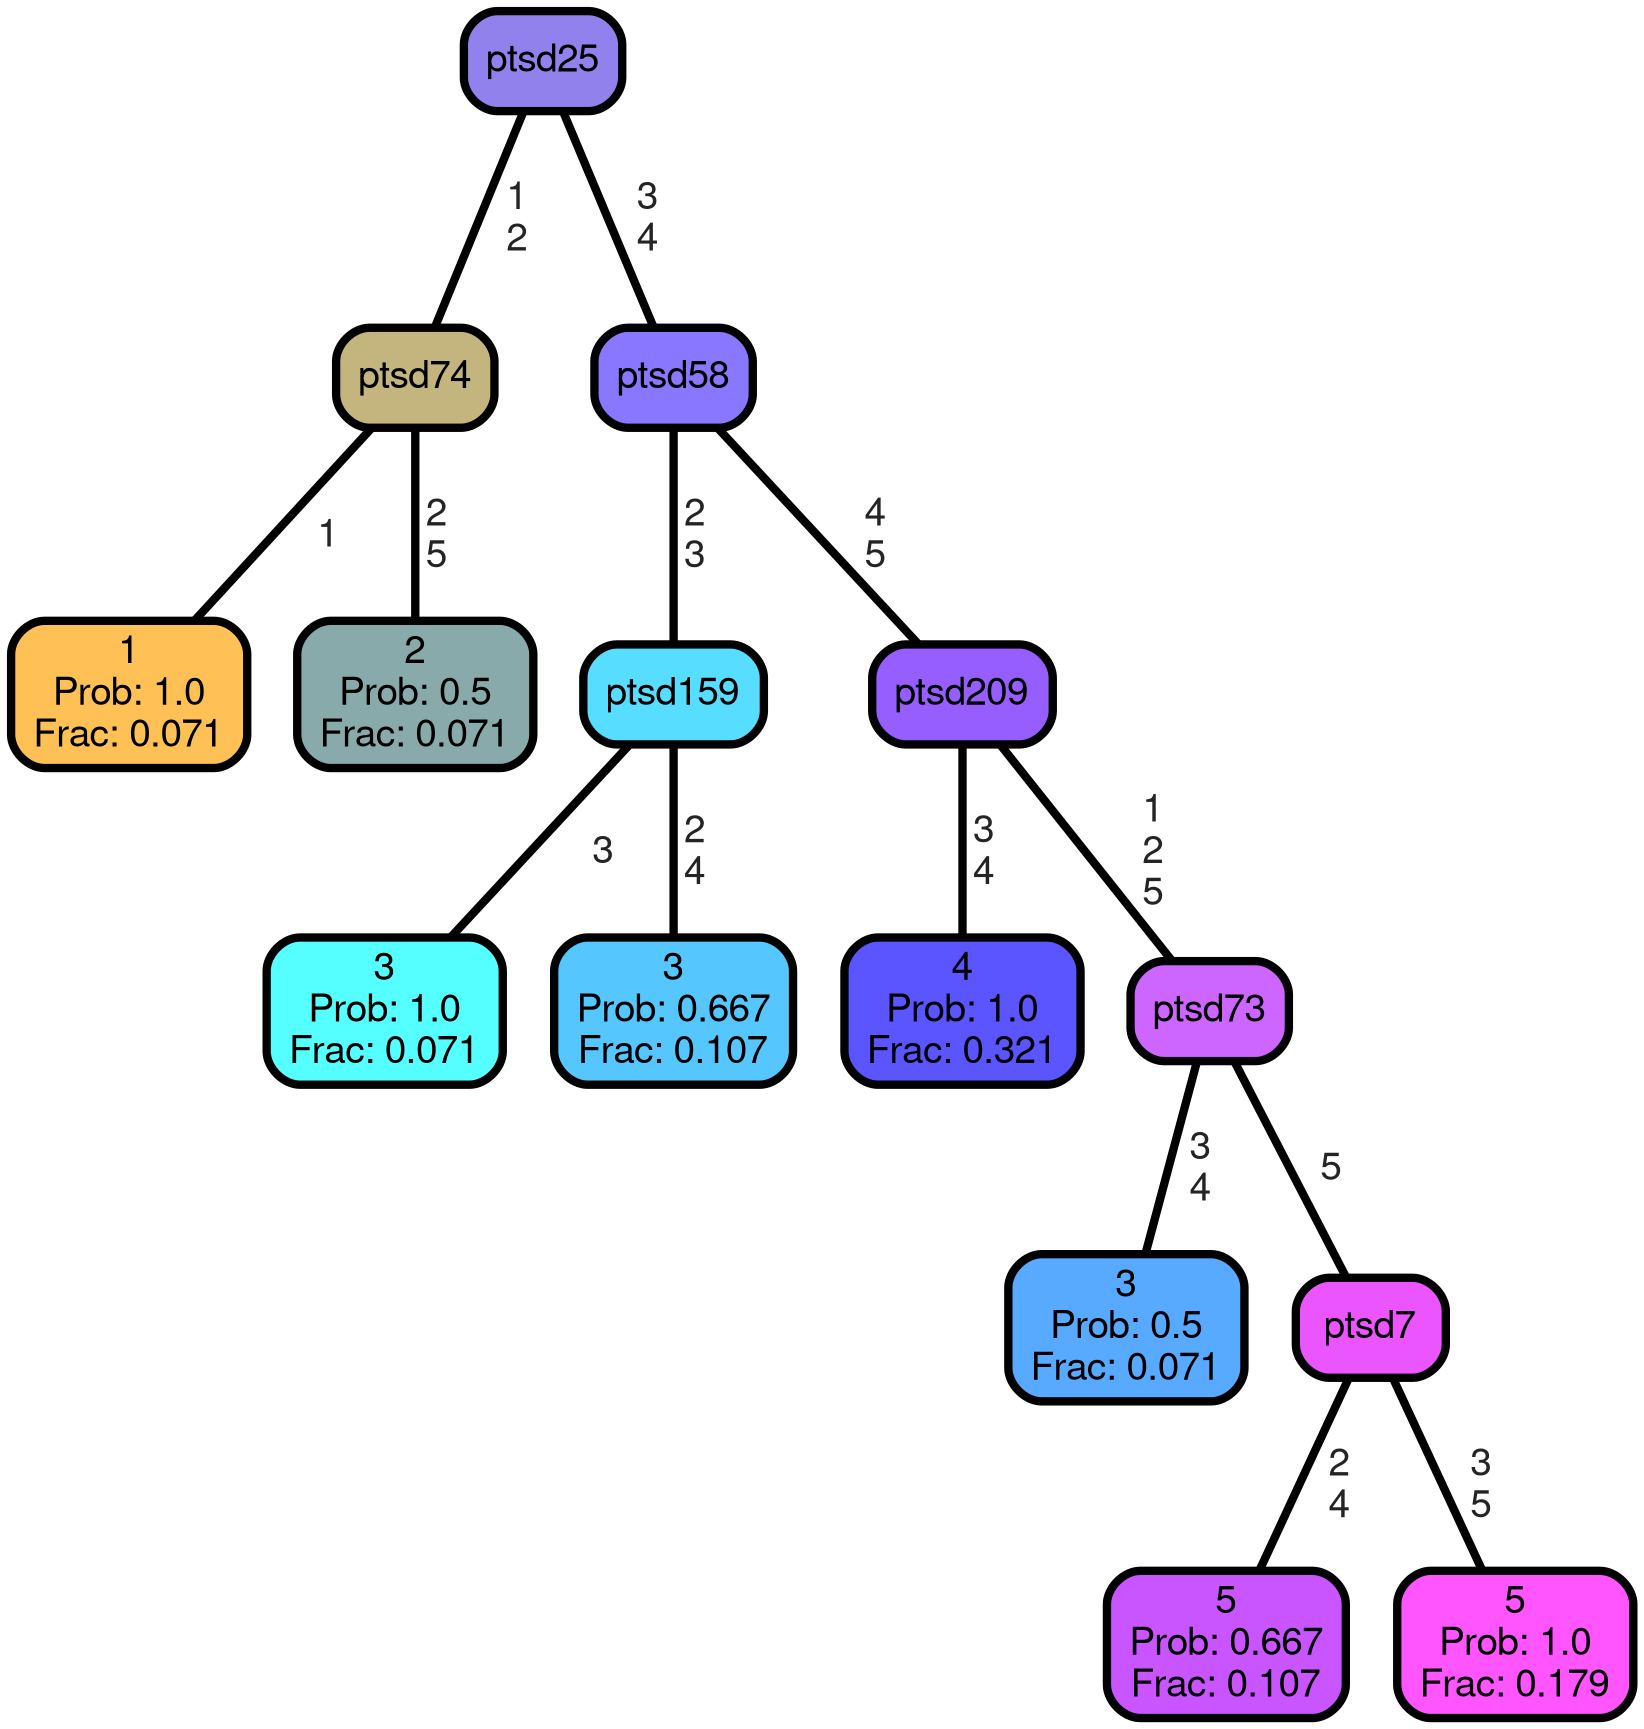 ptsd25
1
2
3
4
ptsd74
ptsd58
1
2
5
2
3
4
5
1
Prob: 1.0
Frac: 0.071
2
Prob: 0.5
Frac: 0.071
ptsd159
ptsd209
3
2
4
3
4
1
2
5
3
Prob: 1.0
Frac: 0.071
3
Prob: 0.667
Frac: 0.107
4
Prob: 1.0
Frac: 0.321
ptsd73
3
4
5
3
Prob: 0.5
Frac: 0.071
ptsd7
2
4
3
5
5
Prob: 0.667
Frac: 0.107
5
Prob: 1.0
Frac: 0.179